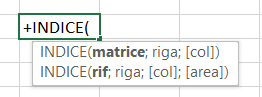 +INDICE(
INDICE(matrice; riga; [col])
INDICE(rif; riga; [col]; [area])